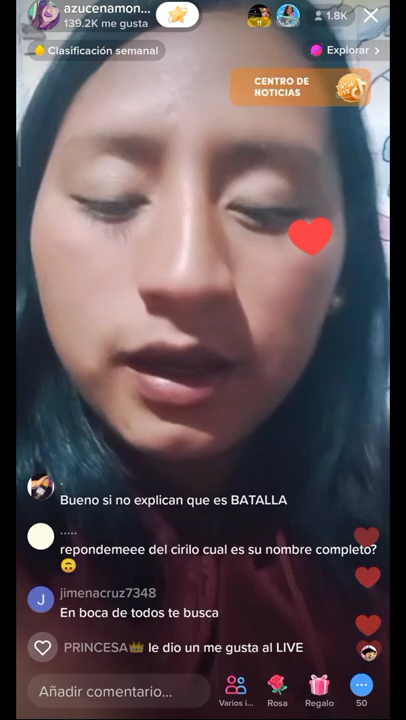 azucenamon...
139.2K me gusta
1.8K
Clasificación semanal
Explorar >
CENTRO DE
NOTICIAS
.
Bueno si no explican que es BATALLA
.....
repondemeee del cirilo cual es su nombre completo?
🙃
J
jimenacruz7348
En boca de todos te busca
PRINCESA👑 le dio un me gusta al LIVE
Añadir comentario...
Varios i...
Rosa
Regalo
50